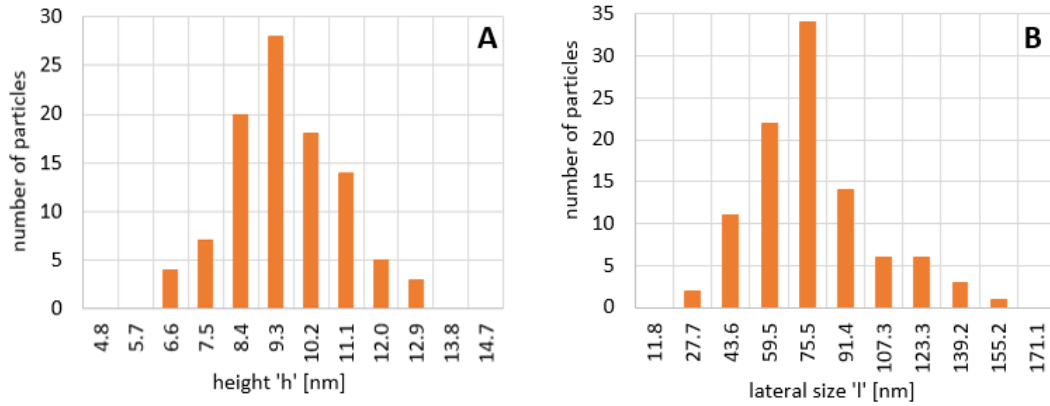 A
number of particles
30
25
20
15
10
5
0
4.8 5.7 6.6 7.5 8.4 9.3 10.2 11.1 12.0 12.9 13.8 14.7
height 'h' [nm]
B
number of particles
35
30
25
20
15
10
5
0
11.8 27.7 43.6 59.5 75.5 91.4 107.3 123.3 139.2 155.2 171.1
lateral size 'l' [nm]